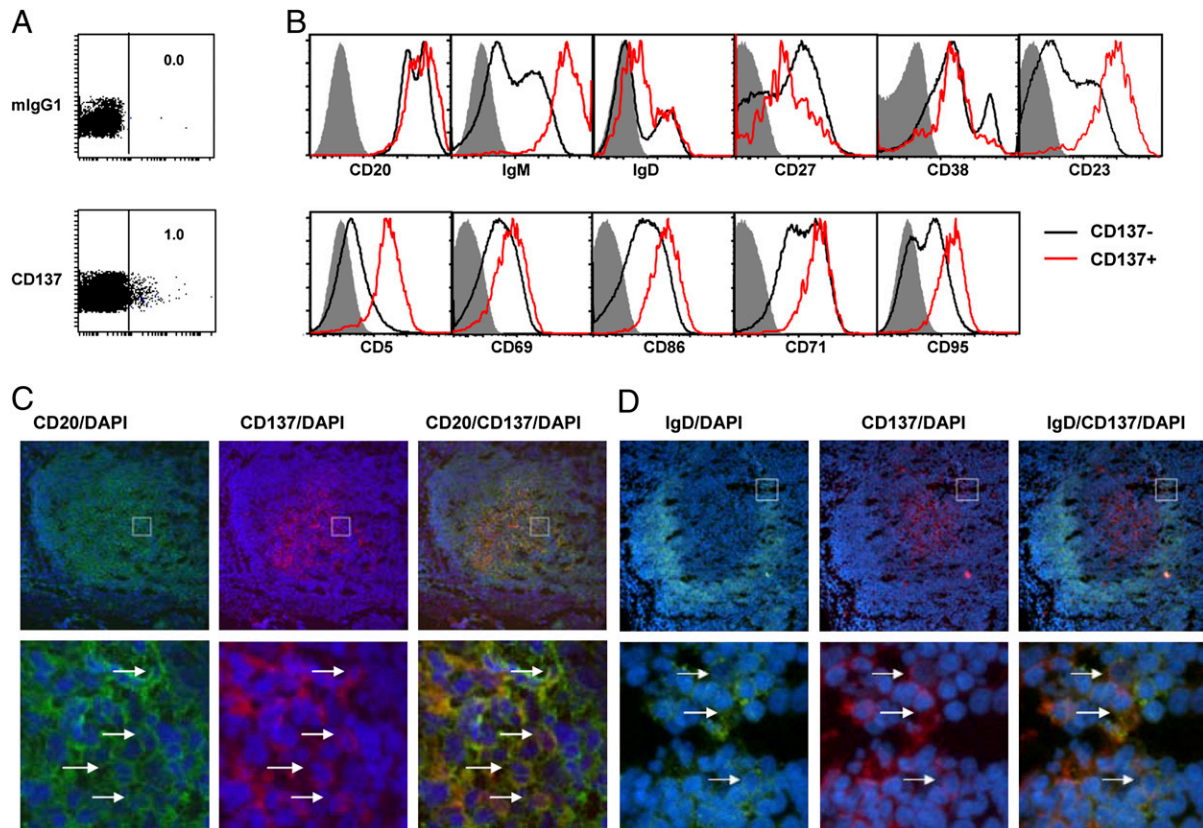 A
B
mIgG1
0.0
CD20
IgM
IgD
CD27
CD38
CD23
CD137
1.0
CD5
CD69
CD86
CD71
CD95
CD137-
CD137+
C
CD20/DAPI
CD137/DAPI
CD20/CD137/DAPI
D
IgD/DAPI
CD137/DAPI
IgD/CD137/DAPI